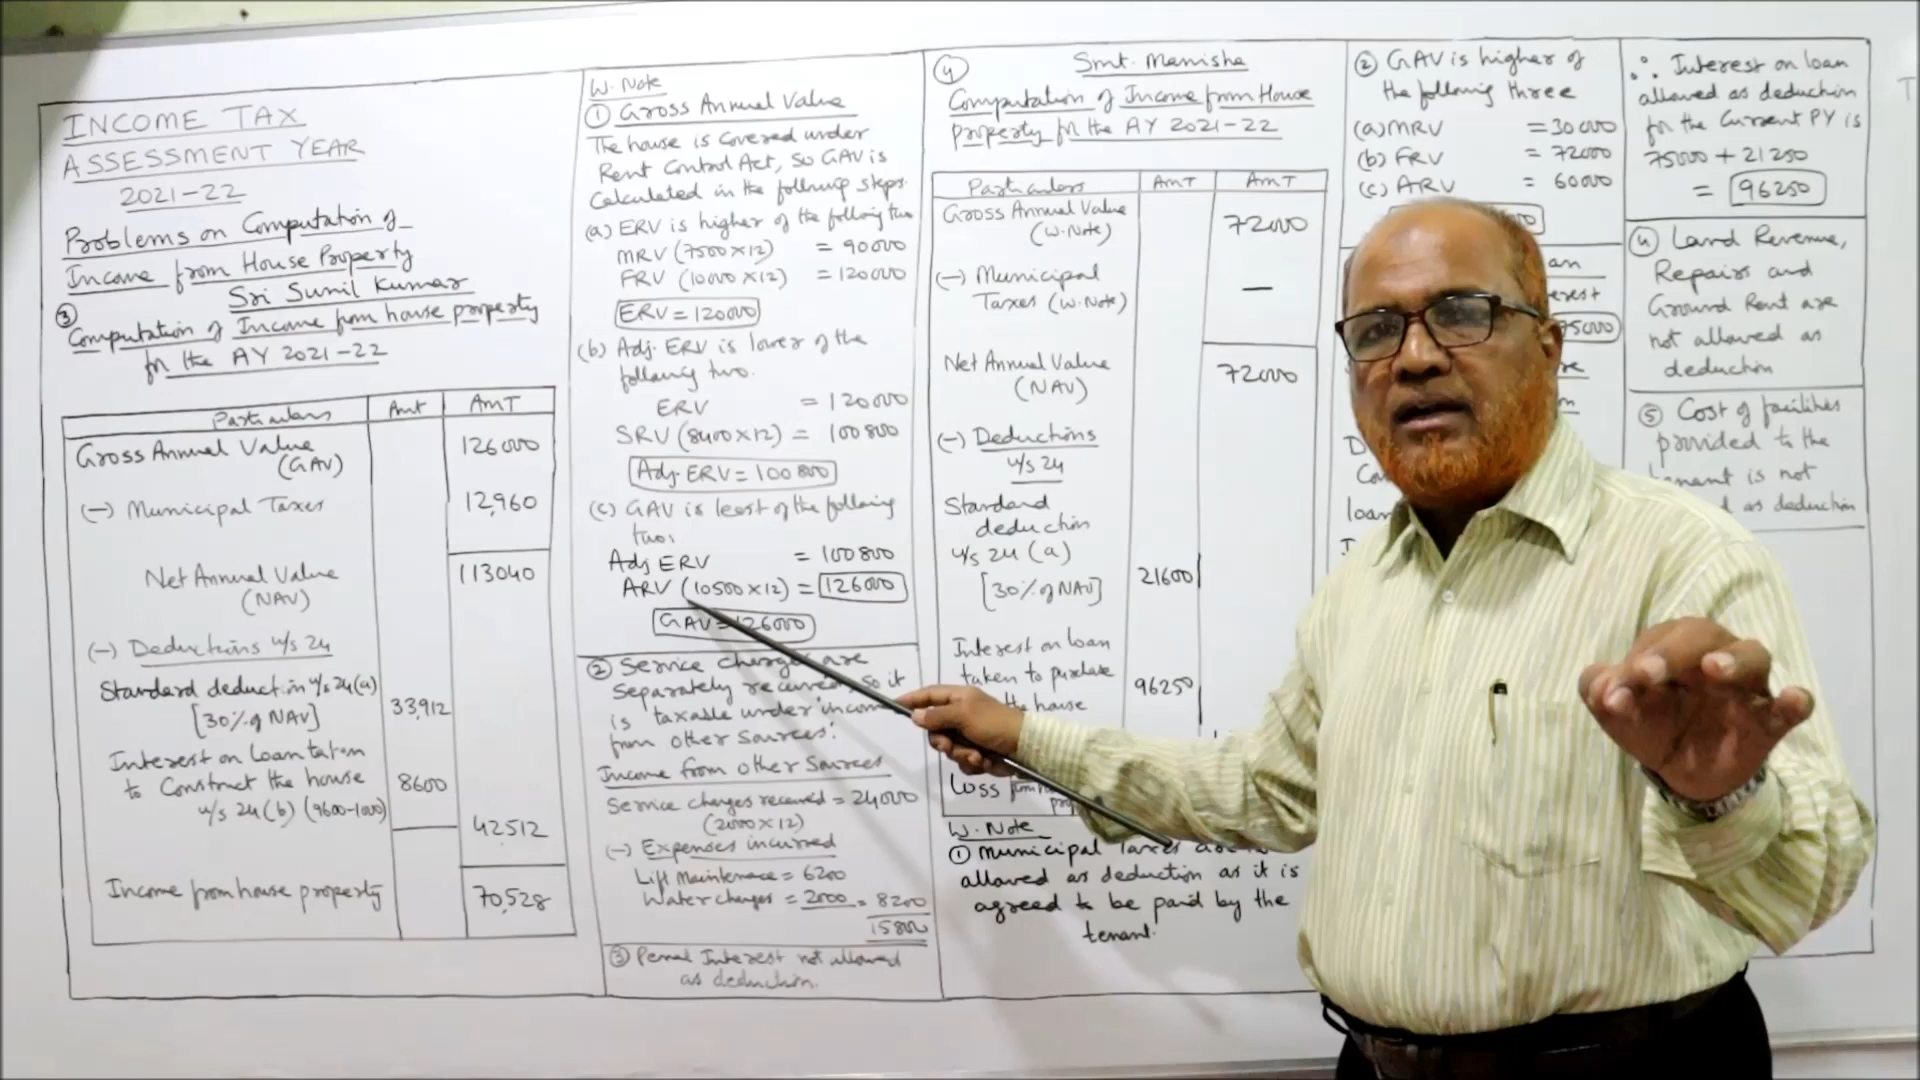 INCOME TAX
ASSESSMENT YEAR
2021-22
Problems on Computation of
Income from House Property
Sri Sunil Kumar
③
Computation of Income from house property
for the AY 2021-22
Particulars Amt AmT
Gross Annual Value
(GAV) 126000
(-) Municipal Taxes 12,960
Net Annual Value 113040
(NAV)
(-) Deductions u/s 24
Standard deduction u/s 24(a)
[30% of NAV] 33,912
Interest on Loan
to Construct the house 8600
u/s 24(b) (9600-1000)
42,512
Income from house property 70,528
W. Note
① Gross Annual Value
The house is covered under
Rent Control Act, So GAV is
Calculated in the following steps.
(a) ERV is higher of the following two
MRV (7500×12) = 90000
FRV (10000×12) = 120000
ERV = 120000
(b) Adj. ERV is lower of the
following two.
ERV = 120000
SRV (8400×12) = 100800
Adj. ERV = 100800
(c) GAV is least of the following
two.
Adj ERV = 100800
ARV (10500×12) = 126000
GAV = 126000
② Service charges are
Separately received, so it
is taxable under 'income
from other Sources'.
Income from Other Sources
Service charges received = 24000
(2000×12)
(-) Expenses incurred
Lift Maintenace = 6200
Water charges = 2000 = 8200
15800
③ Penal Interest not allowed
as deduction.
④ Smt. Manisha
Computation of Income from House
property for the AY 2021-22
Particulars AmT AmT
Gross Annual Value
(W.Note) 72000
(-) Municipal
Taxes (W.Note) —
Net Annual Value
(NAV) 72000
(-) Deductions
u/s 24
Standard
deduction
u/s 24 (a)
[30% of NAV] 21600
Interest on loan
taken to purchase 96250
the house
Loss
W. Note
① Municipal Taxes are
allowed as deduction as it is
agreed to be paid by the
tenant.
② GAV is higher of
the following three
(a) MRV = 30000
(b) FRV = 72000
(c) ARV = 60000
75000
loan
∴ Interest on loan
allowed as deduction
for the Current PY is
75000 + 21250
= 96250
④ Land Revenue,
Repairs and
Ground Rent are
not allowed as
deduction
⑤ Cost of facilities
provided to the
tenant is not
as deduction